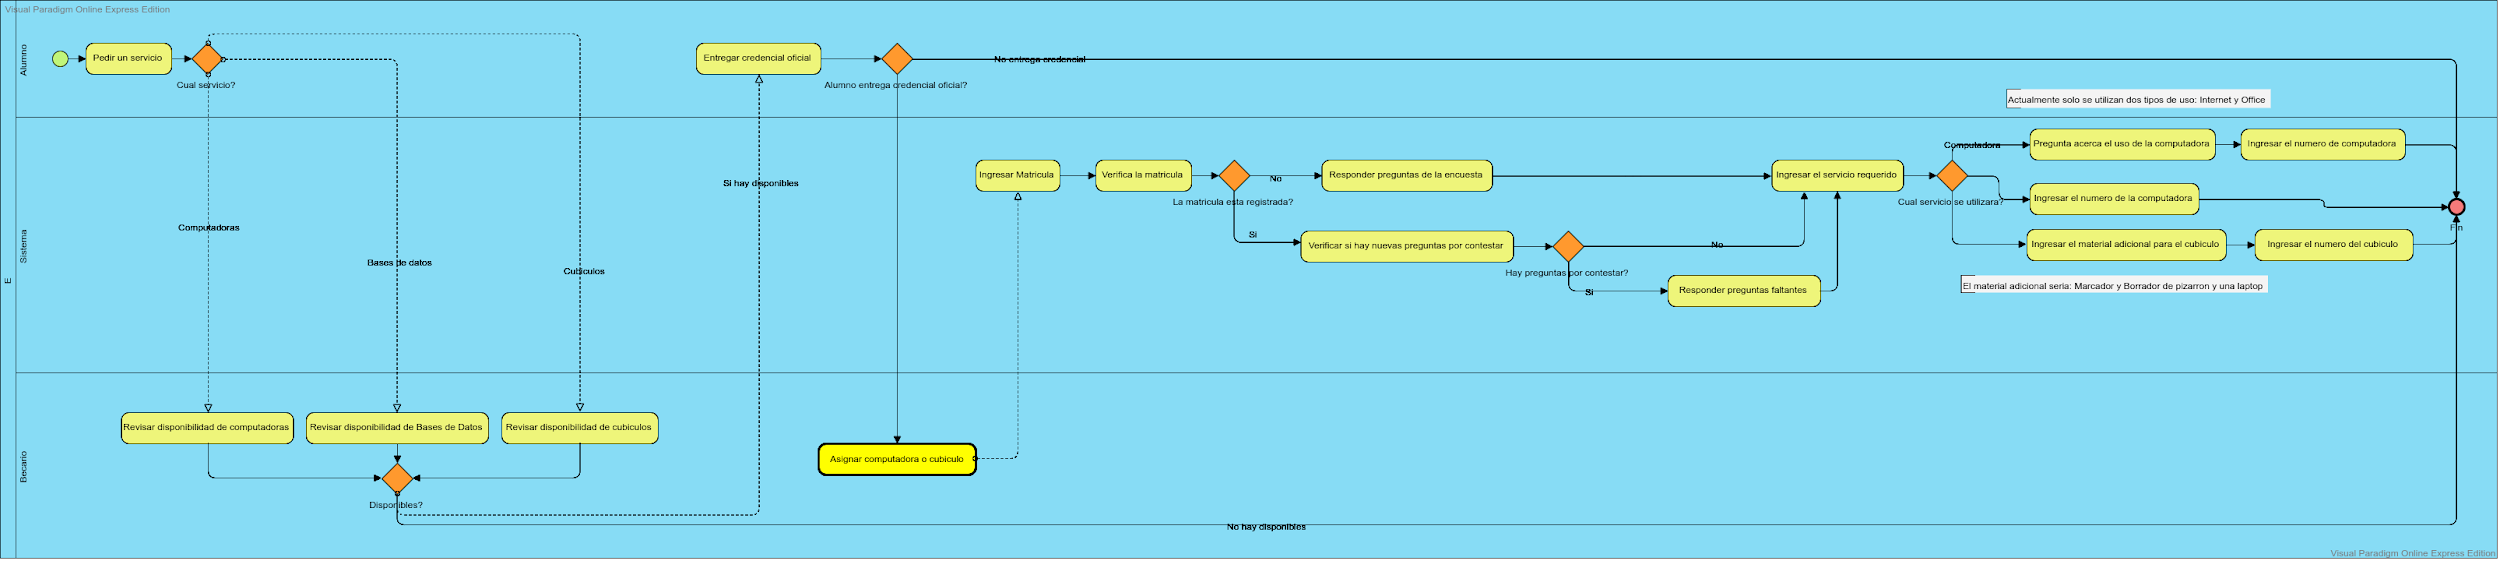 Visual Paradigm Online Express Edition
Alumno
Pedir un servicio
Cual servicio?
Entregar credencial oficial
Alumno entrega credencial oficial?
No entrega credencial
Actualmente solo se utilizan dos tipos de uso: Internet y Office
E
Sistema
Computadoras
Bases de datos
Cubiculos
Si hay disponibles
Ingresar Matricula
Verifica la matricula
La matricula esta registrada?
No
Responder preguntas de la encuesta
Si
Verificar si hay nuevas preguntas por contestar
Hay preguntas por contestar?
No
Si
Responder preguntas faltantes
Ingresar el servicio requerido
Cual servicio se utilizara?
Computadora
Pregunta acerca el uso de la computadora
Ingresar el numero de computadora
Ingresar el numero de la computadora
Ingresar el material adicional para el cubiculo
Ingresar el numero del cubiculo
Fin
El material adicional seria: Marcador y Borrador de pizarron y una laptop
Becario
Revisar disponibilidad de computadoras
Revisar disponibilidad de Bases de Datos
Revisar disponibilidad de cubiculos
Disponibles?
Asignar computadora o cubiculo
No hay disponibles
Visual Paradigm Online Express Edition